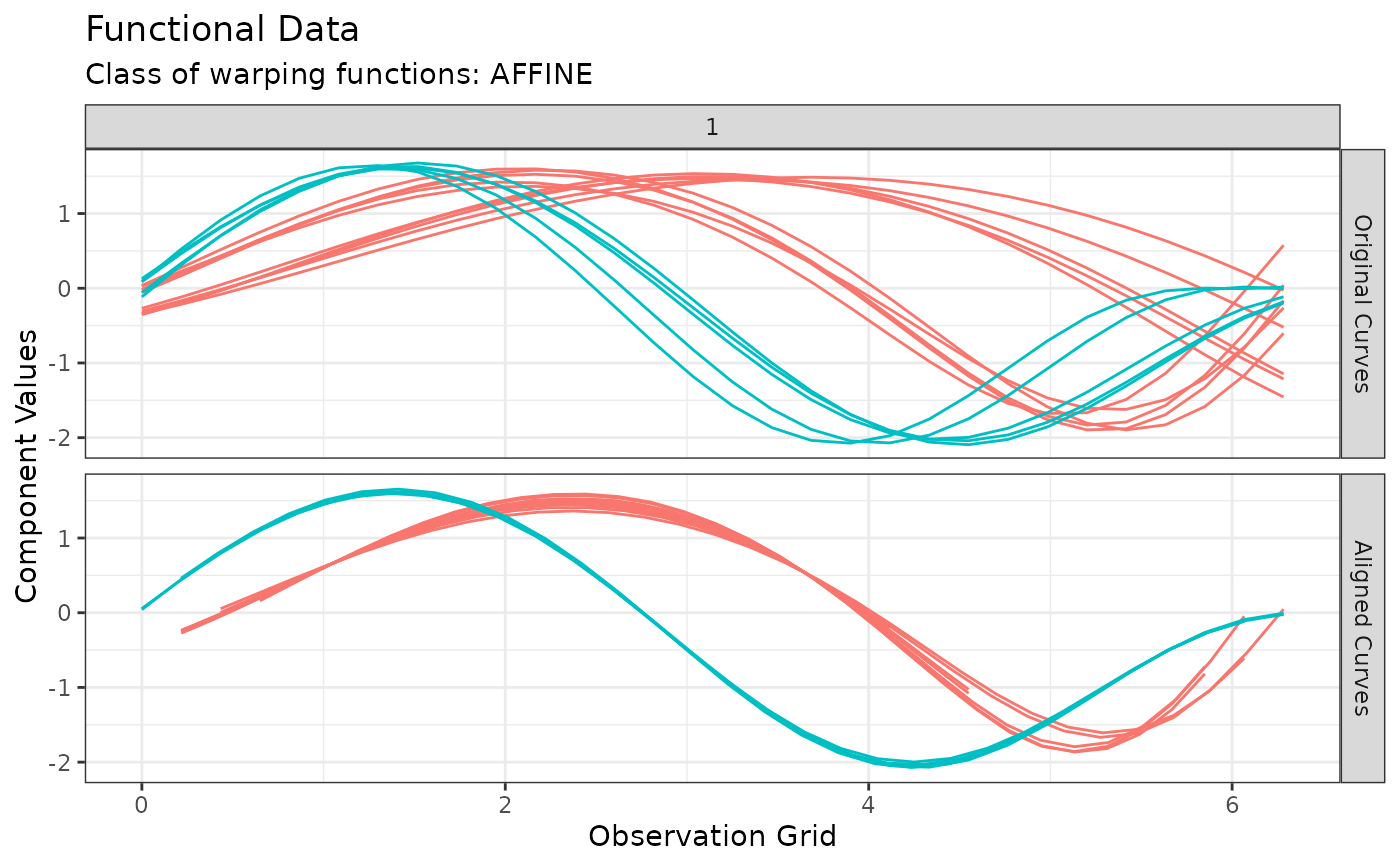 Functional Data
Class of warping functions: AFFINE
1
Component Values
1
0
-1
-2
Original Curves
1
0
-1
-2
Aligned Curves
0 2 4 6
Observation Grid